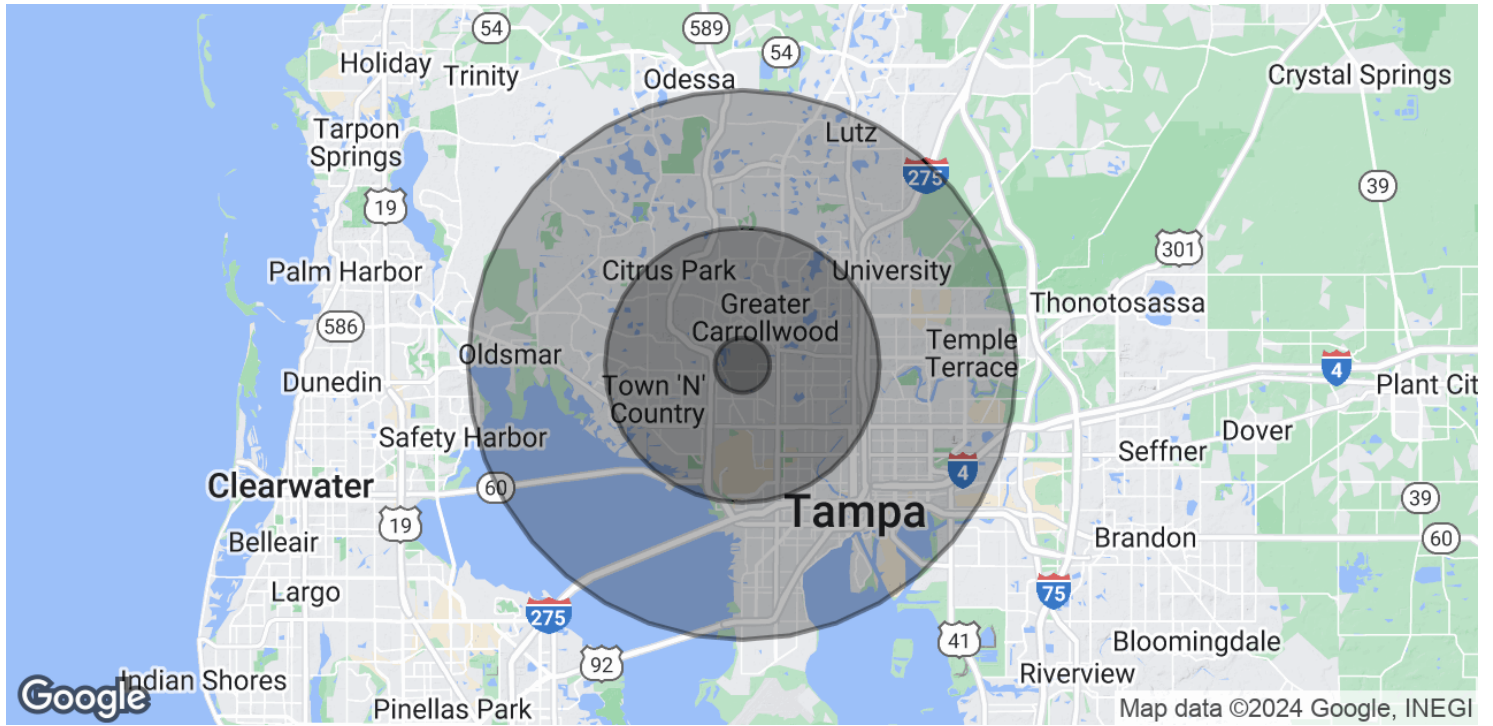 54
589
54
Holiday
Trinity
Odessa
Crystal Springs
Tarpon
Springs
Lutz
275
39
19
301
Palm Harbor
Citrus Park
University
Thonotosassa
Greater
Carrollwood
586
Oldsmar
Temple
Terrace
4
Dunedin
Town 'N'
Country
Plant Cit
Safety Harbor
Dover
Seffner
4
Clearwater
60
39
19
Tampa
Belleair
Brandon
60
Largo
75
275
41
Bloomingdale
92
Riverview
Indian Shores
Google
Pinellas Park
Map data ©2024 Google, INEGI